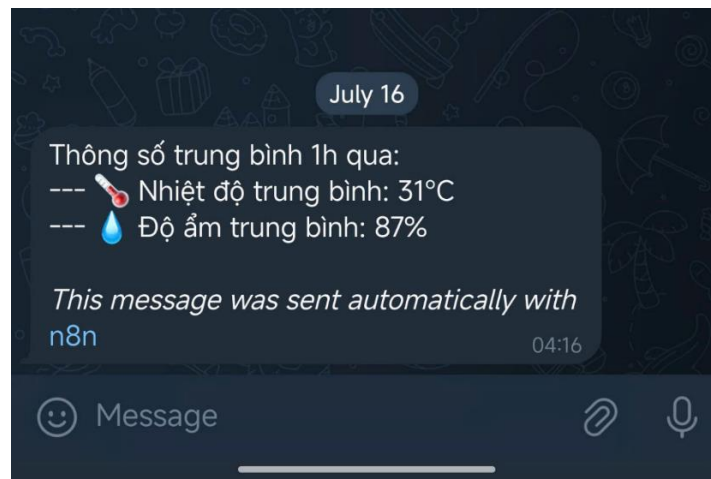 July 16
Thông số trung bình 1h qua:
--- 🌡️ Nhiệt độ trung bình: 31°C
--- 💧 Độ ẩm trung bình: 87%
This message was sent automatically with
n8n
04:16
Message